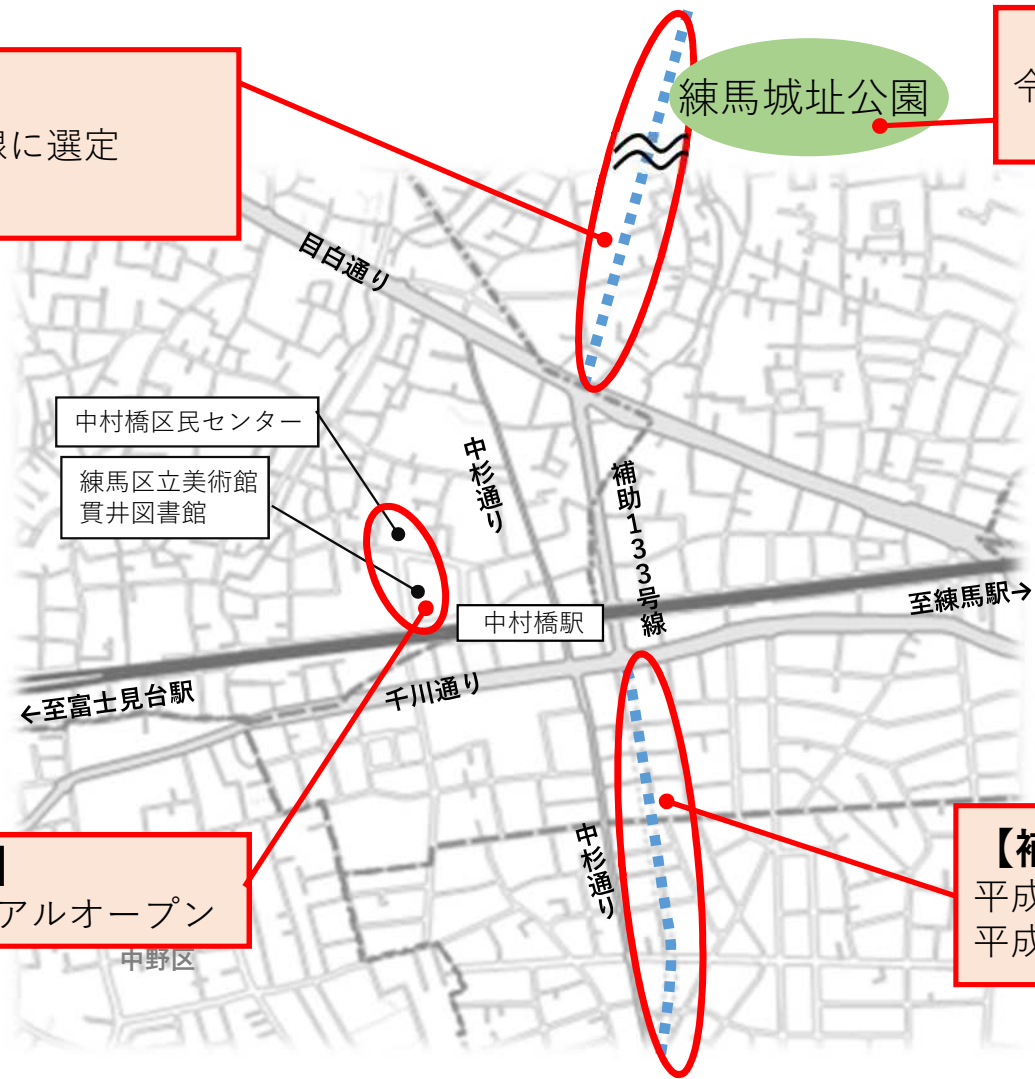 練馬城址公園
令
線に選定
目白通り
中村橋区民センター
練馬区立美術館
貫井図書館
中杉通り
補助133号線
中村橋駅
至練馬駅→
←至富士見台駅
千川通り
】
アルオープン
中野区
中杉通り
【補
平成
平成